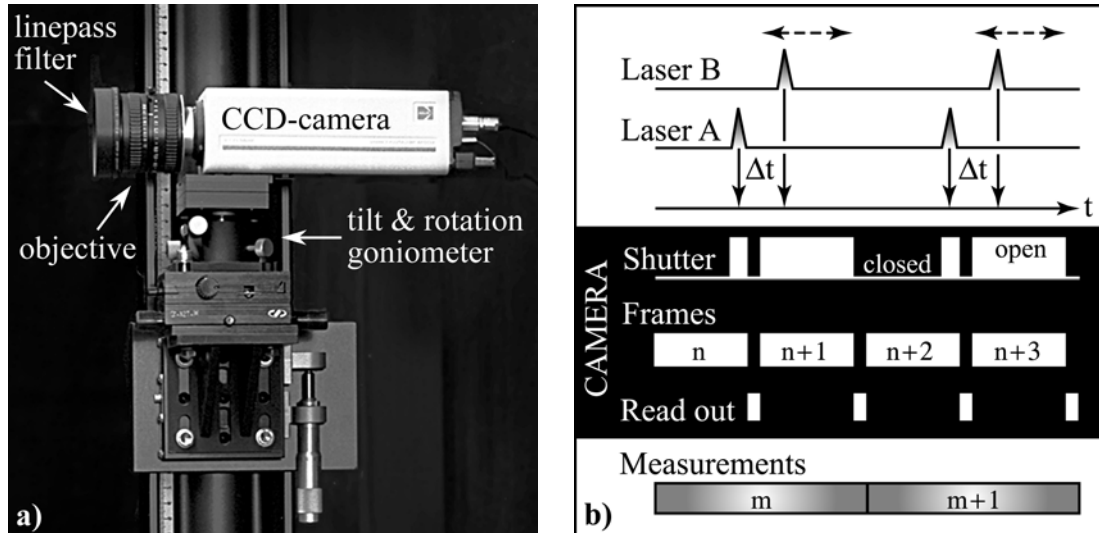 linepass
filter
CCD-camera
objective
tilt & rotation
goniometer
a)
Laser B
Laser A
Δt
Δt
t
CAMERA
Shutter
closed
open
Frames
n
n+1
n+2
n+3
Read out
Measurements
m
m+1
b)